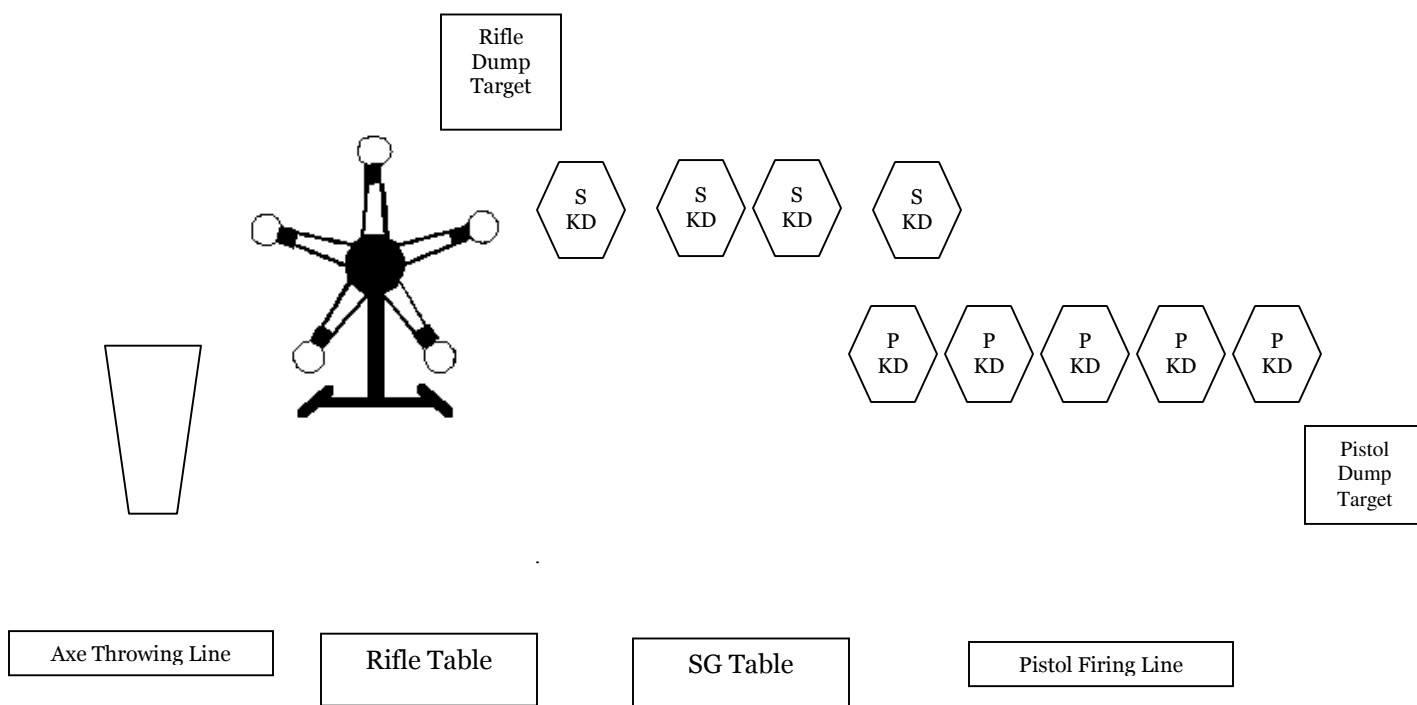 Rifle
Dump
Target
S
KD
S
KD
S
KD
S
KD
P
KD
P
KD
P
KD
P
KD
P
KD
Pistol
Dump
Target
Axe Throwing Line
Rifle Table
SG Table
Pistol Firing Line